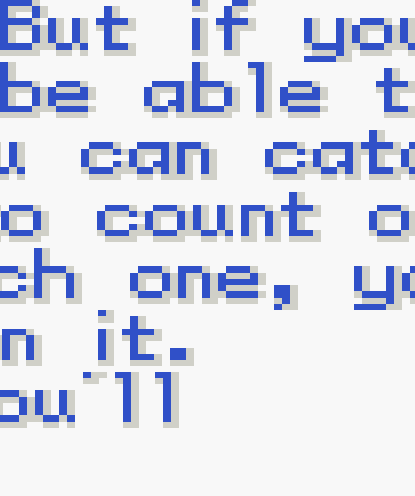 But if you
be able t
u can catc
o count o
ch one, yo
n it.
ou'll